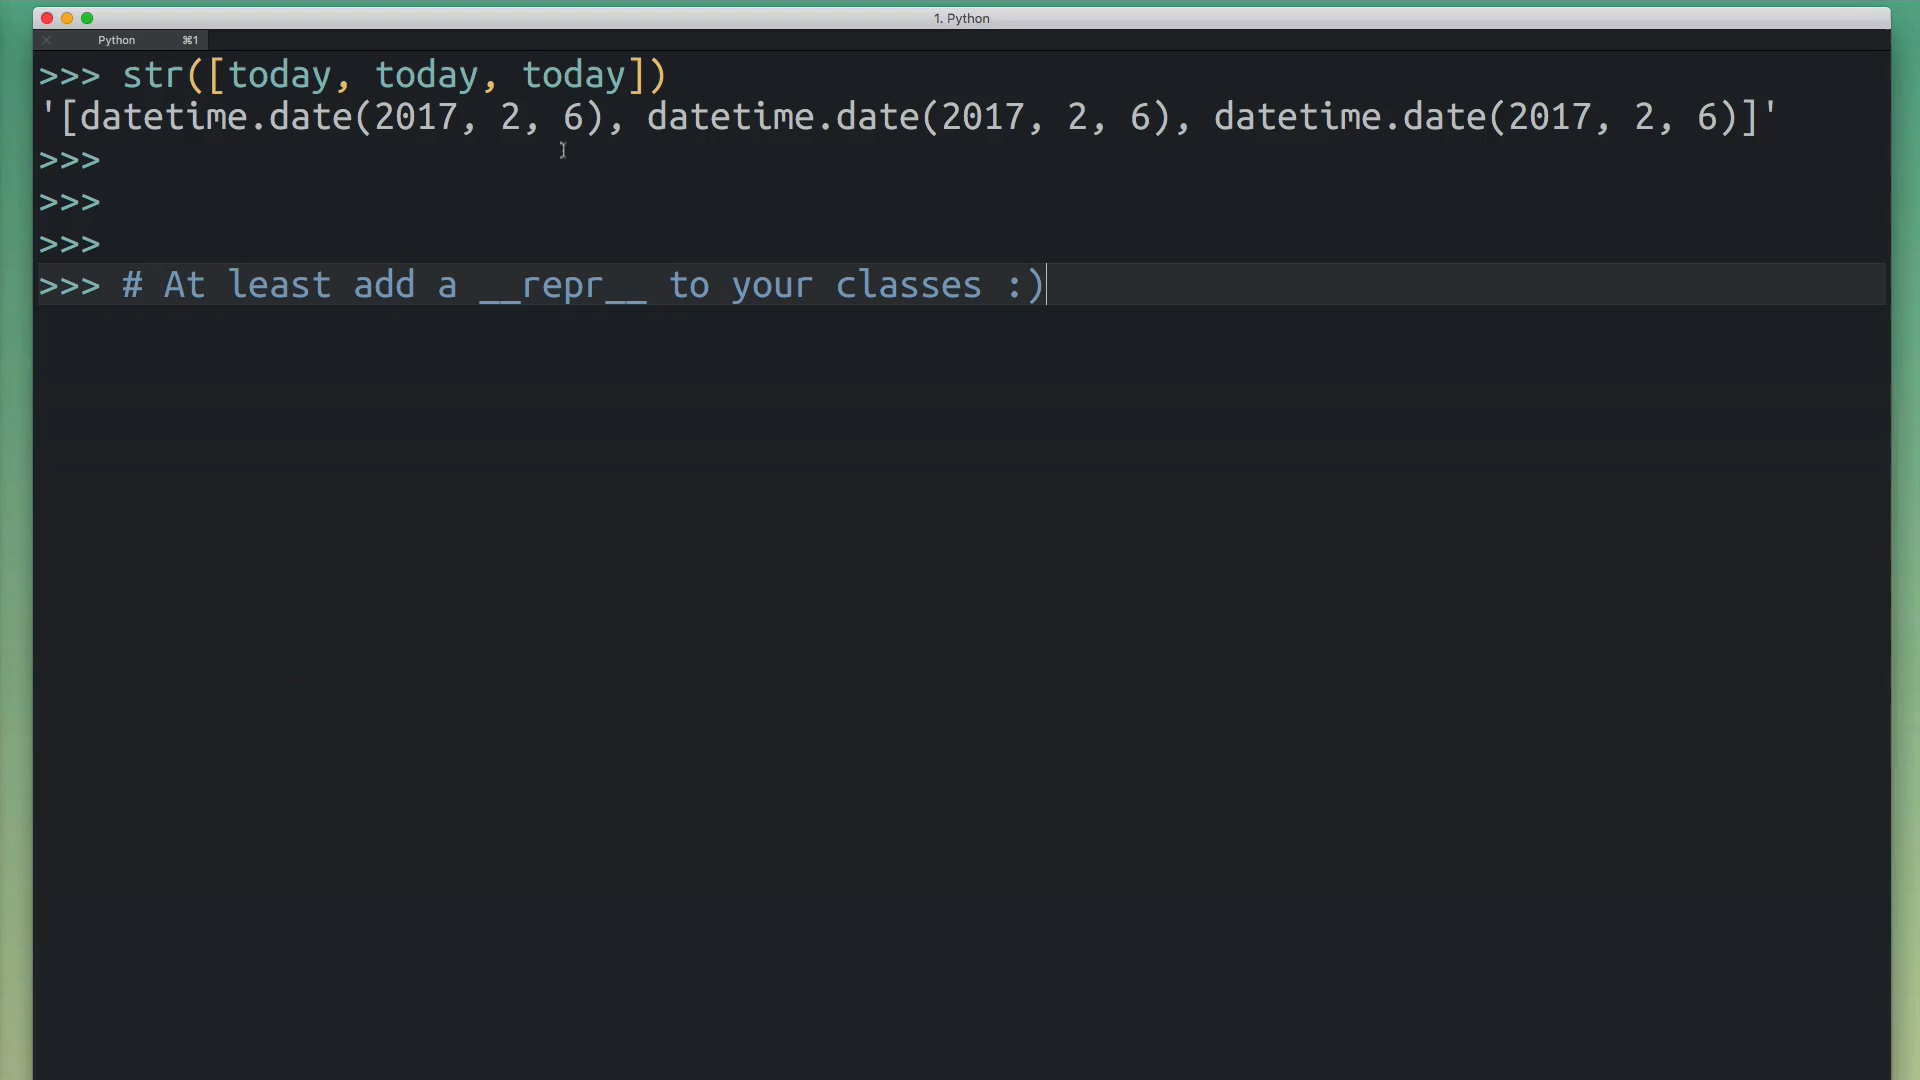 1. Python
Python ⌘1
>>> str([today, today, today])
'[datetime.date(2017, 2, 6), datetime.date(2017, 2, 6), datetime.date(2017, 2, 6)]'
>>>
>>>
>>>
>>> # At least add a __repr__ to your classes :)